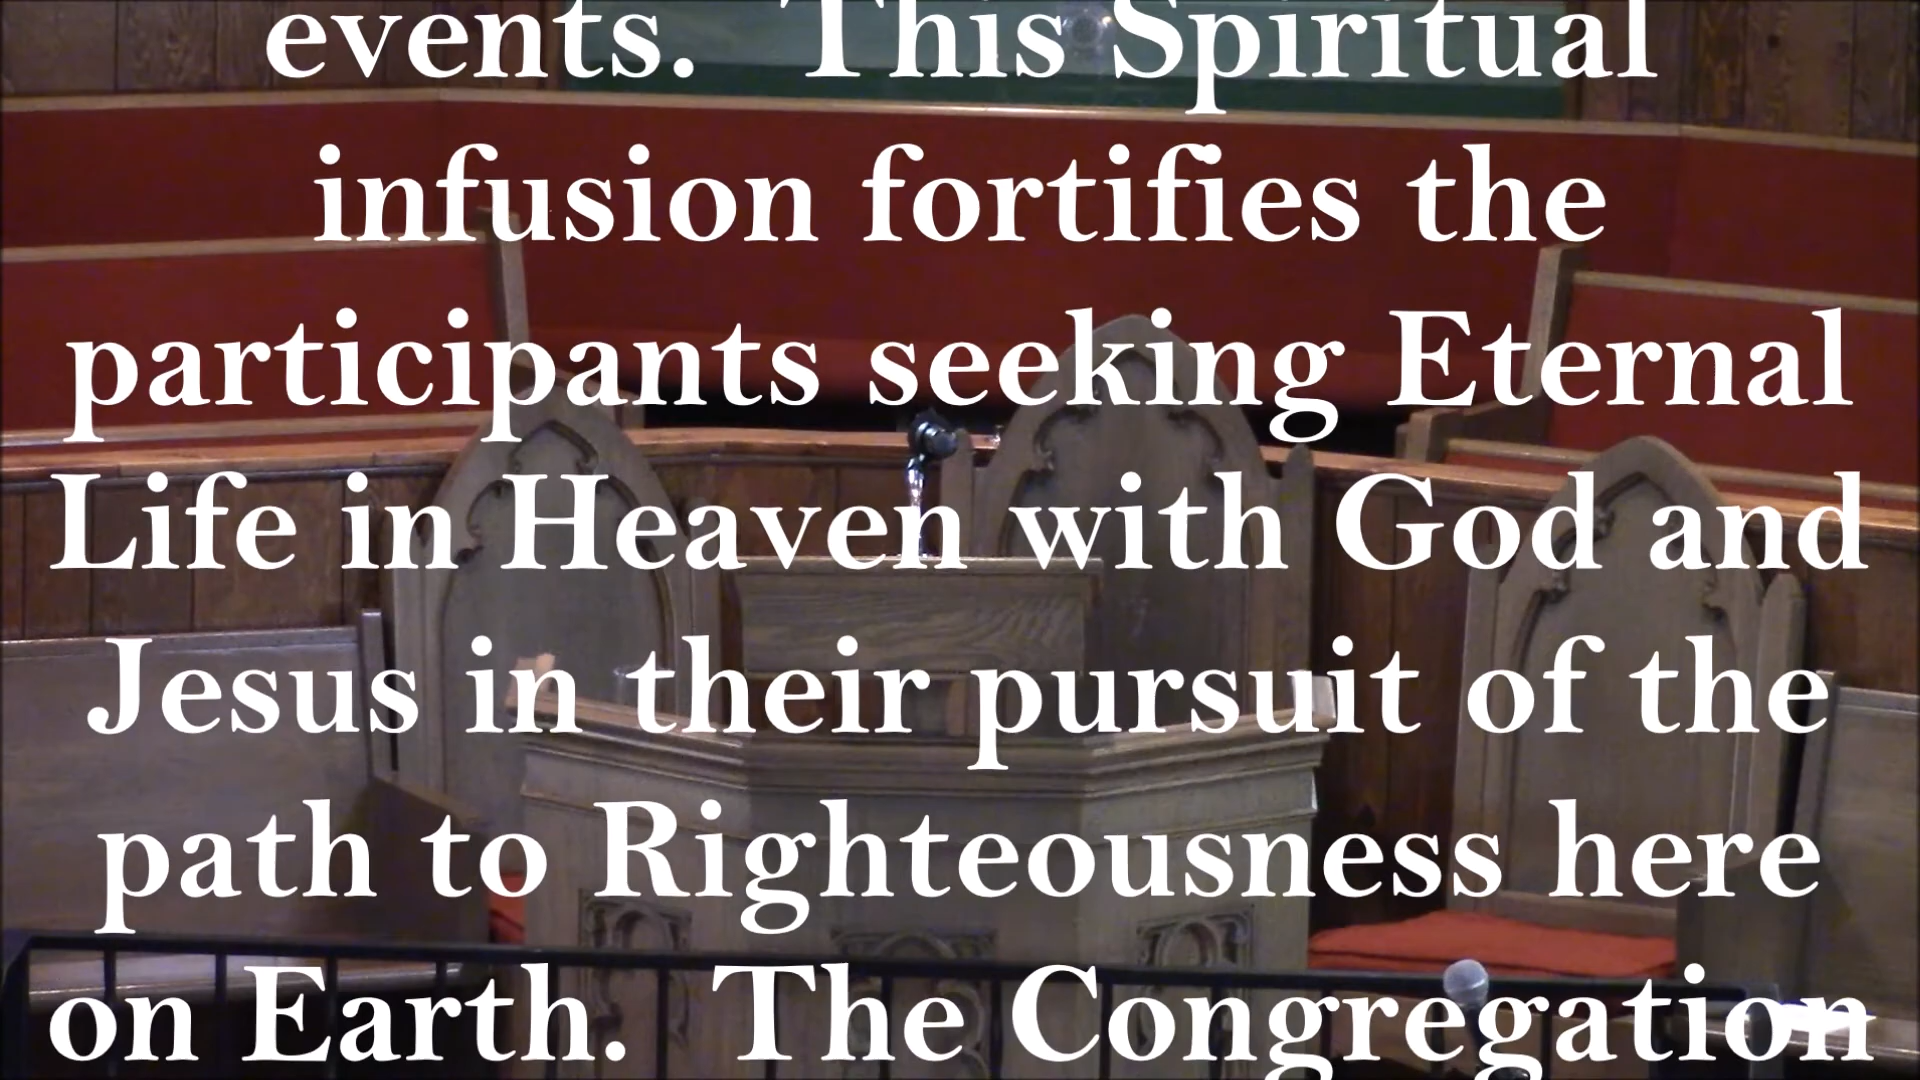 events. This Spiritual
infusion fortifies the
participants seeking Eternal
Life in Heaven with God and
Jesus in their pursuit of the
path to Righteousness here
on Earth. The Congregation